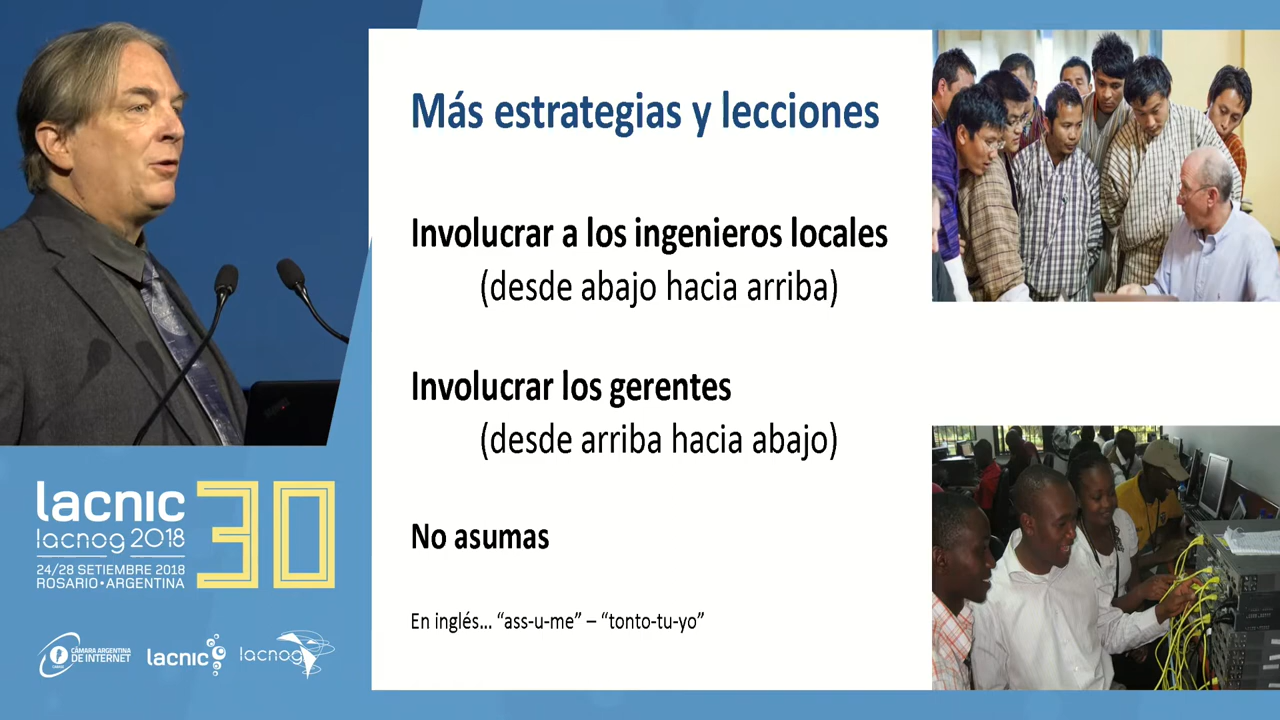 Más estrategias y lecciones
Involucrar a los ingenieros locales
(desde abajo hacia arriba)
Involucrar los gerentes
(desde arriba hacia abajo)
No asumas
En inglés... “ass-u-me” – “tonto-tu-yo”
lacnic 30
lacnog 2018
24/28 SETIEMBRE 2018
ROSARIO•ARGENTINA
CÁMARA ARGENTINA
DE INTERNET
lacnic
lacnog